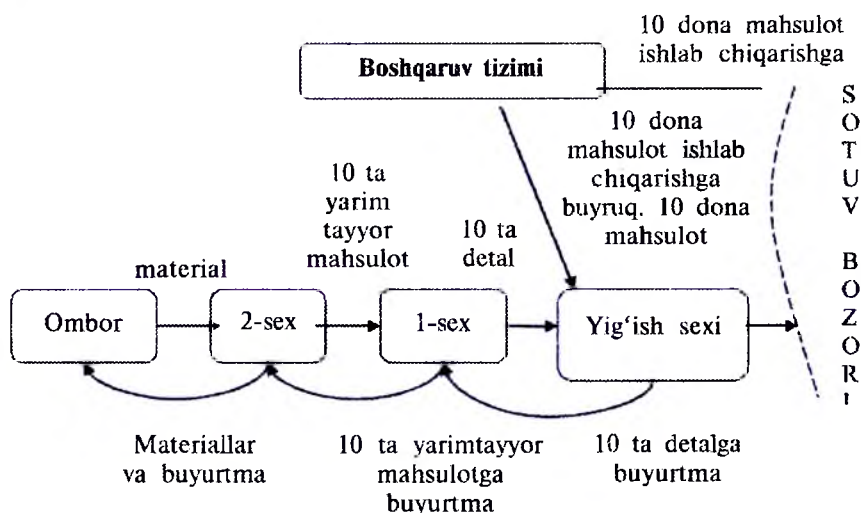 10 dona mahsulot
ishlab chiqarishga
Boshqaruv tizimi
10 dona
mahsulot ishlab
chiqarishga
buyruq. 10 dona
mahsulot
10 ta
yarim
tayyor
mahsulot
10 ta
detal
material
Ombor
2-sex
1-sex
Yig‘ish sexi
Materiallar
va buyurtma
10 ta yarimtayyor
mahsulotga
buyurtma
10 ta detalga
buyurtma
SOTUV BOZORI